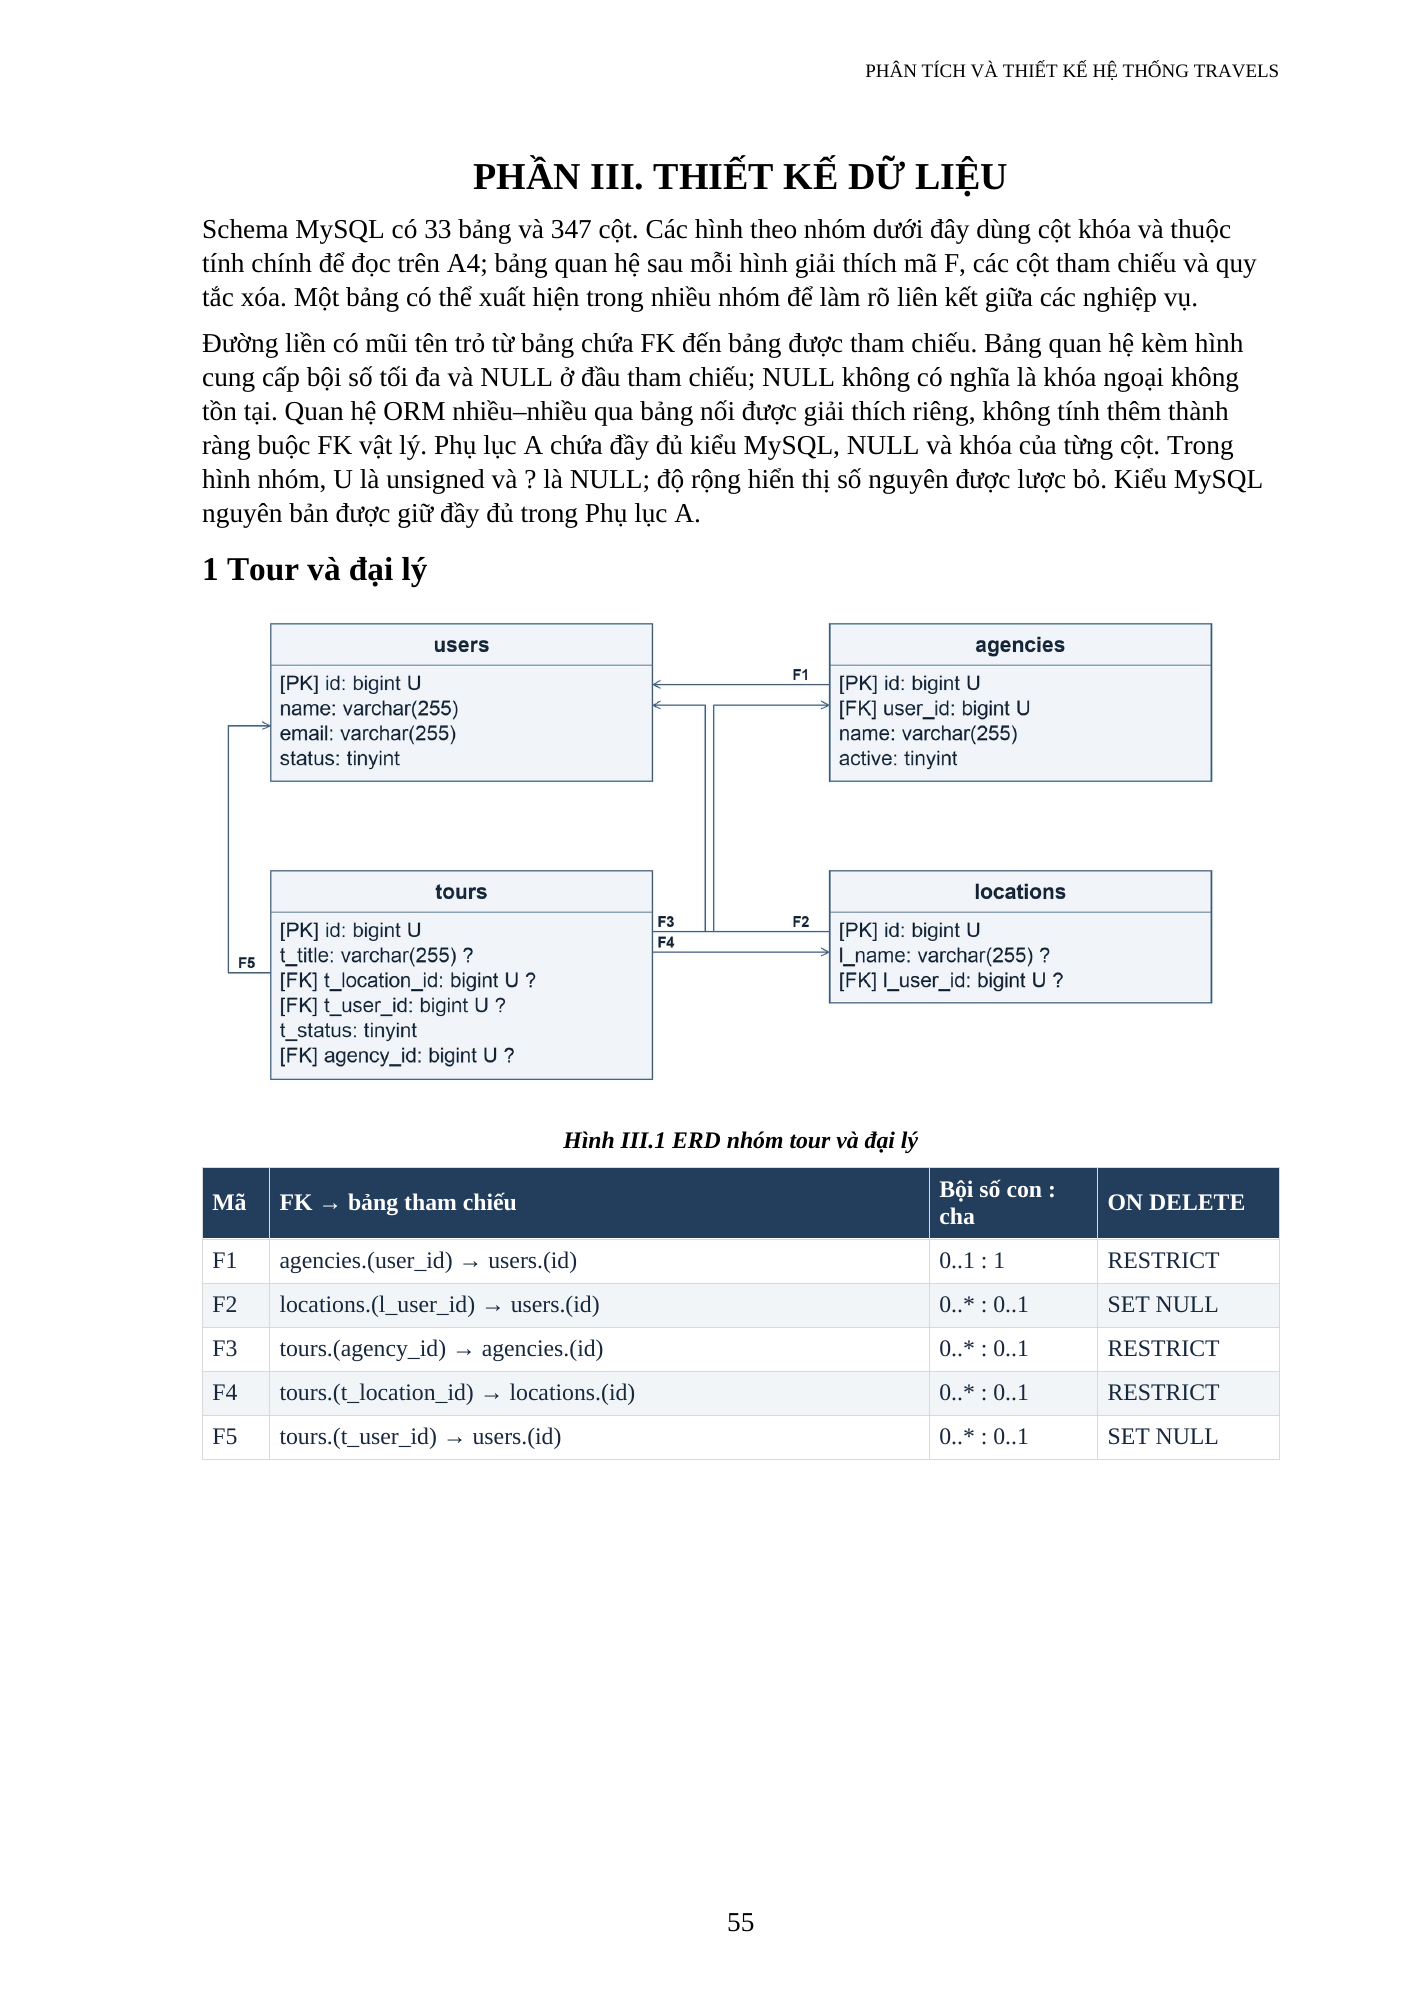 PHÂN TÍCH VÀ THIẾT KẾ HỆ THỐNG TRAVELS
PHẦN III. THIẾT KẾ DỮ LIỆU
Schema MySQL có 33 bảng và 347 cột. Các hình theo nhóm dưới đây dùng cột khóa và thuộc
tính chính để đọc trên A4; bảng quan hệ sau mỗi hình giải thích mã F, các cột tham chiếu và quy
tắc xóa. Một bảng có thể xuất hiện trong nhiều nhóm để làm rõ liên kết giữa các nghiệp vụ.
Đường liền có mũi tên trỏ từ bảng chứa FK đến bảng được tham chiếu. Bảng quan hệ kèm hình
cung cấp bội số tối đa và NULL ở đầu tham chiếu; NULL không có nghĩa là khóa ngoại không
tồn tại. Quan hệ ORM nhiều–nhiều qua bảng nối được giải thích riêng, không tính thêm thành
ràng buộc FK vật lý. Phụ lục A chứa đầy đủ kiểu MySQL, NULL và khóa của từng cột. Trong
hình nhóm, U là unsigned và ? là NULL; độ rộng hiển thị số nguyên được lược bỏ. Kiểu MySQL
nguyên bản được giữ đầy đủ trong Phụ lục A.
1 Tour và đại lý
users
[PK] id: bigint U
name: varchar(255)
email: varchar(255)
status: tinyint
F1
agencies
[PK] id: bigint U
[FK] user_id: bigint U
name: varchar(255)
active: tinyint
F5
tours
[PK] id: bigint U
t_title: varchar(255) ?
[FK] t_location_id: bigint U ?
[FK] t_user_id: bigint U ?
t_status: tinyint
[FK] agency_id: bigint U ?
F3
F4
F2
locations
[PK] id: bigint U
l_name: varchar(255) ?
[FK] l_user_id: bigint U ?
Hình III.1 ERD nhóm tour và đại lý
Mã FK → bảng tham chiếu Bội số con : cha ON DELETE
F1 agencies.(user_id) → users.(id) 0..1 : 1 RESTRICT
F2 locations.(l_user_id) → users.(id) 0..* : 0..1 SET NULL
F3 tours.(agency_id) → agencies.(id) 0..* : 0..1 RESTRICT
F4 tours.(t_location_id) → locations.(id) 0..* : 0..1 RESTRICT
F5 tours.(t_user_id) → users.(id) 0..* : 0..1 SET NULL
55